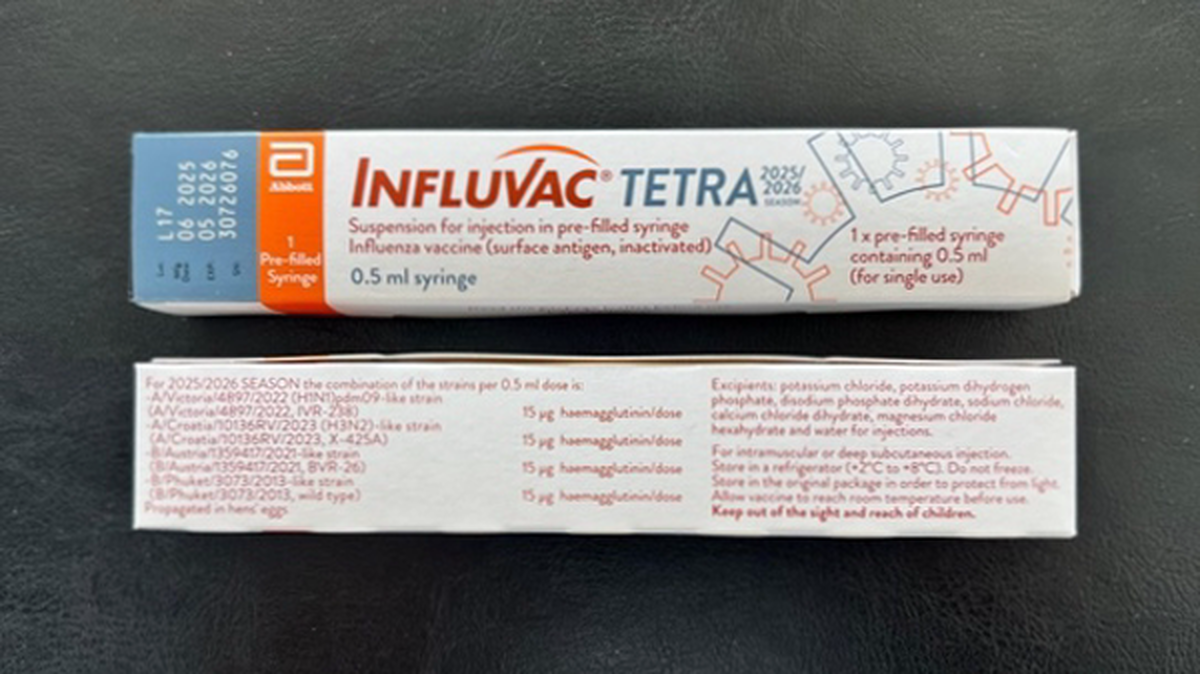 L17
06 2025
05 2026
30726076
Abbott
1
Pre-filled
Syringe
INFLUVAC® TETRA 2025/
2026
SEASON
Suspension for injection in pre-filled syringe
Influenza vaccine (surface antigen, inactivated)
0.5 ml syringe
1 x pre-filled syringe
containing 0.5 ml
(for single use)
For 2025/2026 SEASON the combination of the strains per 0.5 ml dose is:
-A/Victoria/4897/2022 (H1N1)pdm09-like strain
(A/Victoria/4897/2022, IVR-238) 15 µg haemagglutinin/dose
-A/Croatia/10136RV/2023 (H3N2)-like strain
(A/Croatia/10136RV/2023, X-425A) 15 µg haemagglutinin/dose
-B/Austria/1359417/2021-like strain
(B/Austria/1359417/2021, BVR-26) 15 µg haemagglutinin/dose
-B/Phuket/3073/2013-like strain
(B/Phuket/3073/2013, wild type) 15 µg haemagglutinin/dose
Propagated in hens' eggs
Excipients: potassium chloride, potassium dihydrogen
phosphate, disodium phosphate dihydrate, sodium chloride,
calcium chloride dihydrate, magnesium chloride
hexahydrate and water for injections.
For intramuscular or deep subcutaneous injection.
Store in a refrigerator (+2°C to +8°C). Do not freeze.
Store in the original package in order to protect from light.
Allow vaccine to reach room temperature before use.
Keep out of the sight and reach of children.